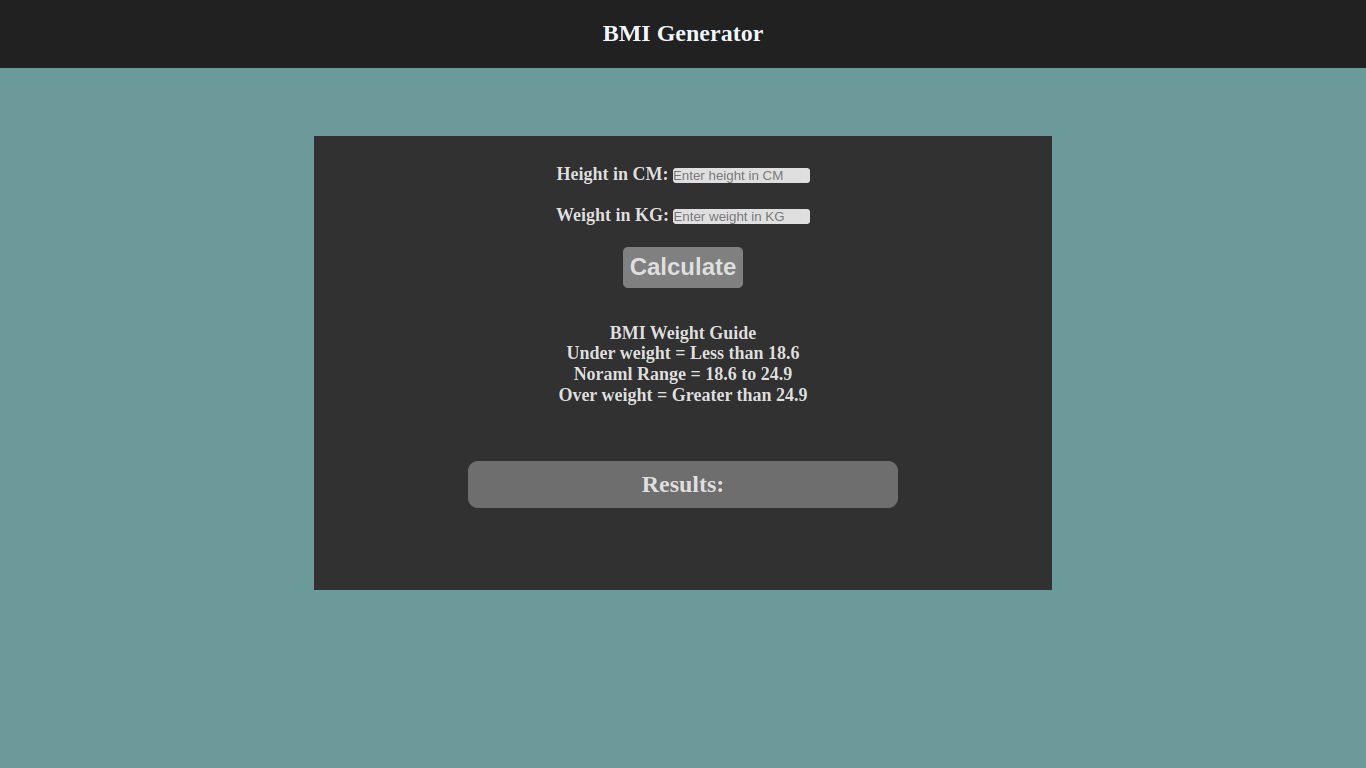 BMI Generator
Height in CM: Enter height in CM
Weight in KG: Enter weight in KG
Calculate
BMI Weight Guide
Under weight = Less than 18.6
Noraml Range = 18.6 to 24.9
Over weight = Greater than 24.9
Results: